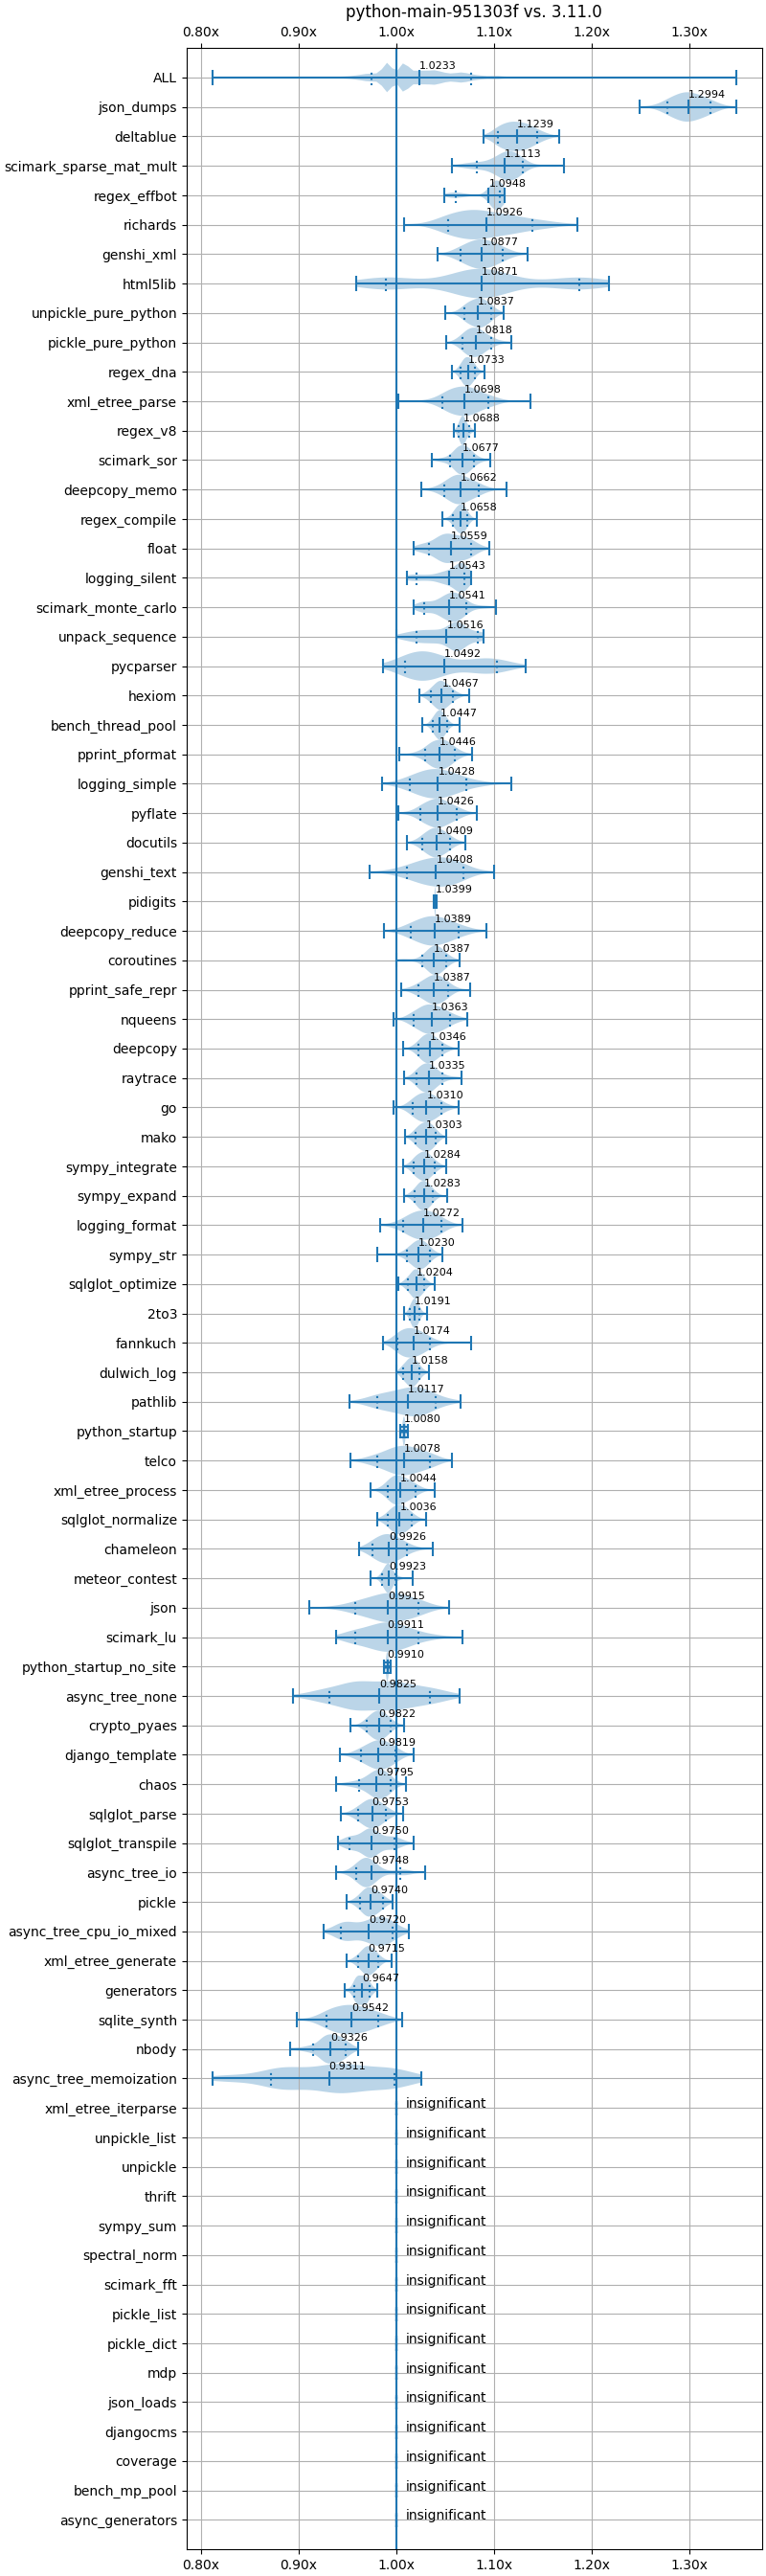 python-main-951303f vs. 3.11.0
0.80x 0.90x 1.00x 1.10x 1.20x 1.30x
ALL 1.0233
json_dumps 1.2994
deltablue 1.1239
scimark_sparse_mat_mult 1.1113
regex_effbot 1.0948
richards 1.0926
genshi_xml 1.0877
html5lib 1.0871
unpickle_pure_python 1.0837
pickle_pure_python 1.0818
regex_dna 1.0733
xml_etree_parse 1.0698
regex_v8 1.0688
scimark_sor 1.0677
deepcopy_memo 1.0662
regex_compile 1.0658
float 1.0559
logging_silent 1.0543
scimark_monte_carlo 1.0541
unpack_sequence 1.0516
pycparser 1.0492
hexiom 1.0467
bench_thread_pool 1.0447
pprint_pformat 1.0446
logging_simple 1.0428
pyflate 1.0426
docutils 1.0409
genshi_text 1.0408
pidigits 1.0399
deepcopy_reduce 1.0389
coroutines 1.0387
pprint_safe_repr 1.0387
nqueens 1.0363
deepcopy 1.0346
raytrace 1.0335
go 1.0310
mako 1.0303
sympy_integrate 1.0284
sympy_expand 1.0283
logging_format 1.0272
sympy_str 1.0230
sqlglot_optimize 1.0204
2to3 1.0191
fannkuch 1.0174
dulwich_log 1.0158
pathlib 1.0117
python_startup 1.0080
telco 1.0078
xml_etree_process 1.0044
sqlglot_normalize 1.0036
chameleon 0.9926
meteor_contest 0.9923
json 0.9915
scimark_lu 0.9911
python_startup_no_site 0.9910
async_tree_none 0.9825
crypto_pyaes 0.9822
django_template 0.9819
chaos 0.9795
sqlglot_parse 0.9753
sqlglot_transpile 0.9750
async_tree_io 0.9748
pickle 0.9740
async_tree_cpu_io_mixed 0.9720
xml_etree_generate 0.9715
generators 0.9647
sqlite_synth 0.9542
nbody 0.9326
async_tree_memoization 0.9311
xml_etree_iterparse insignificant
unpickle_list insignificant
unpickle insignificant
thrift insignificant
sympy_sum insignificant
spectral_norm insignificant
scimark_fft insignificant
pickle_list insignificant
pickle_dict insignificant
mdp insignificant
json_loads insignificant
djangocms insignificant
coverage insignificant
bench_mp_pool insignificant
async_generators insignificant
0.80x 0.90x 1.00x 1.10x 1.20x 1.30x